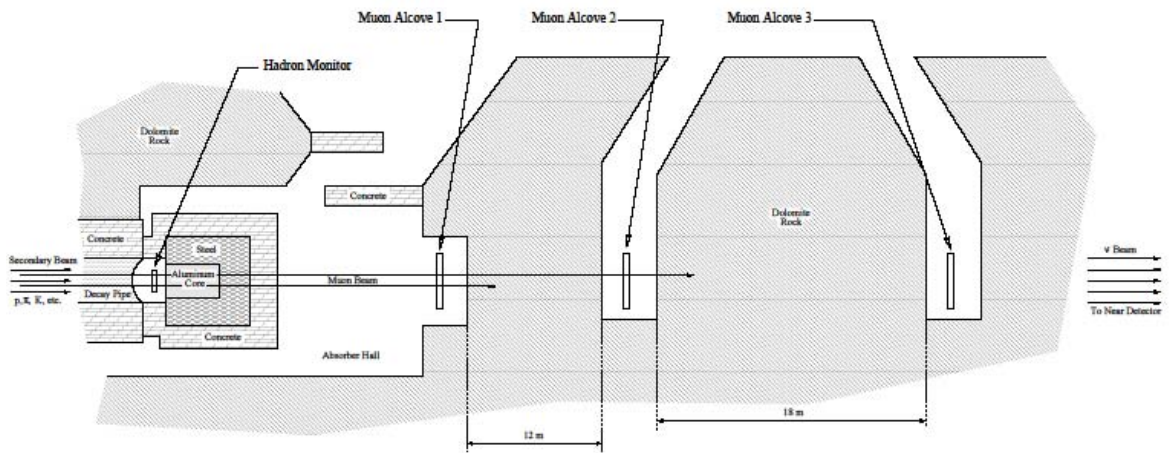 Muon Alcove 1
Muon Alcove 2
Muon Alcove 3
Hadron Monitor
Dolomite
Rock
Concrete
Concrete
Steel
Dolomite
Rock
Secondary Beam
Aluminum
Core
Muon Beam
ν Beam
p,π, K, etc.
Decay Pipe
Concrete
To Near Detector
Absorber Hall
12 m
18 m